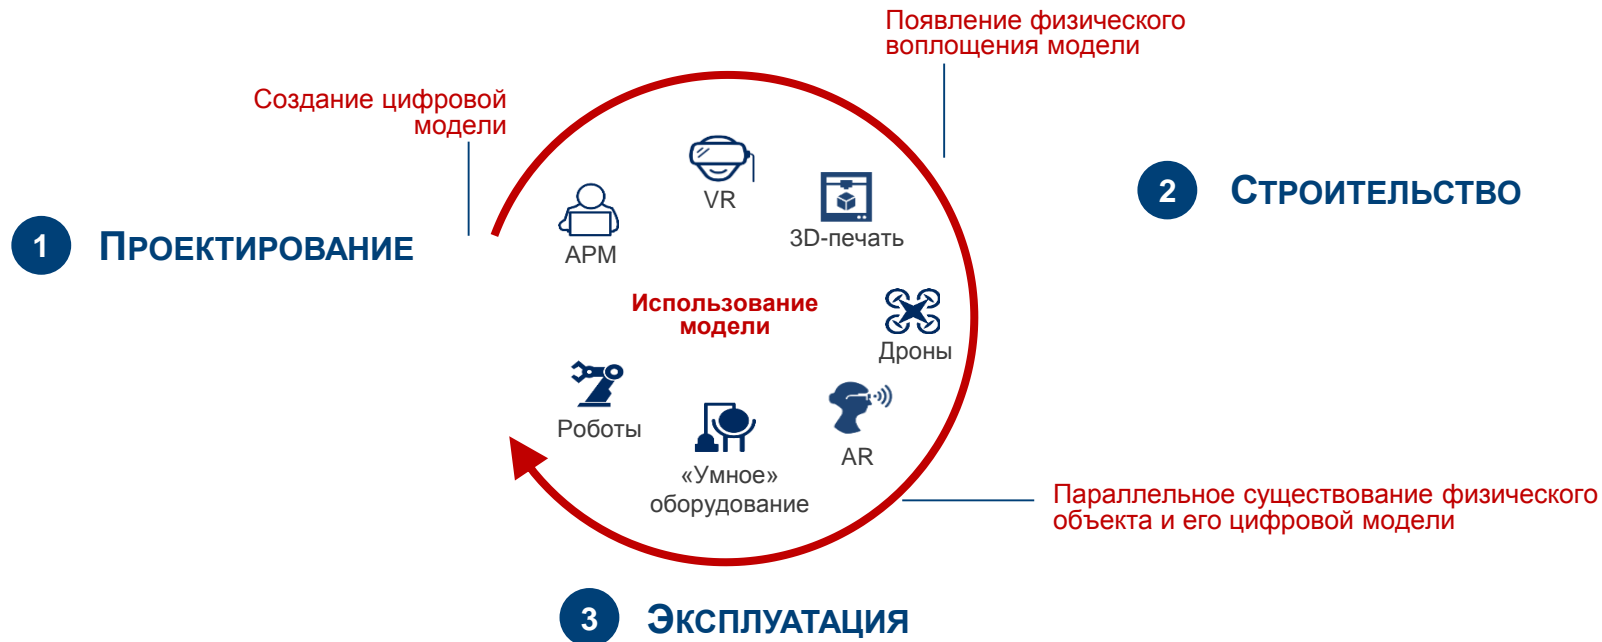 Появление физического
воплощения модели
Создание цифровой
модели
VR
3D-печать
АРМ
1 ПРОЕКТИРОВАНИЕ
2 СТРОИТЕЛЬСТВО
Использование
модели
Дроны
Роботы
AR
«Умное»
оборудование
Параллельное существование физического
объекта и его цифровой модели
3 ЭКСПЛУАТАЦИЯ